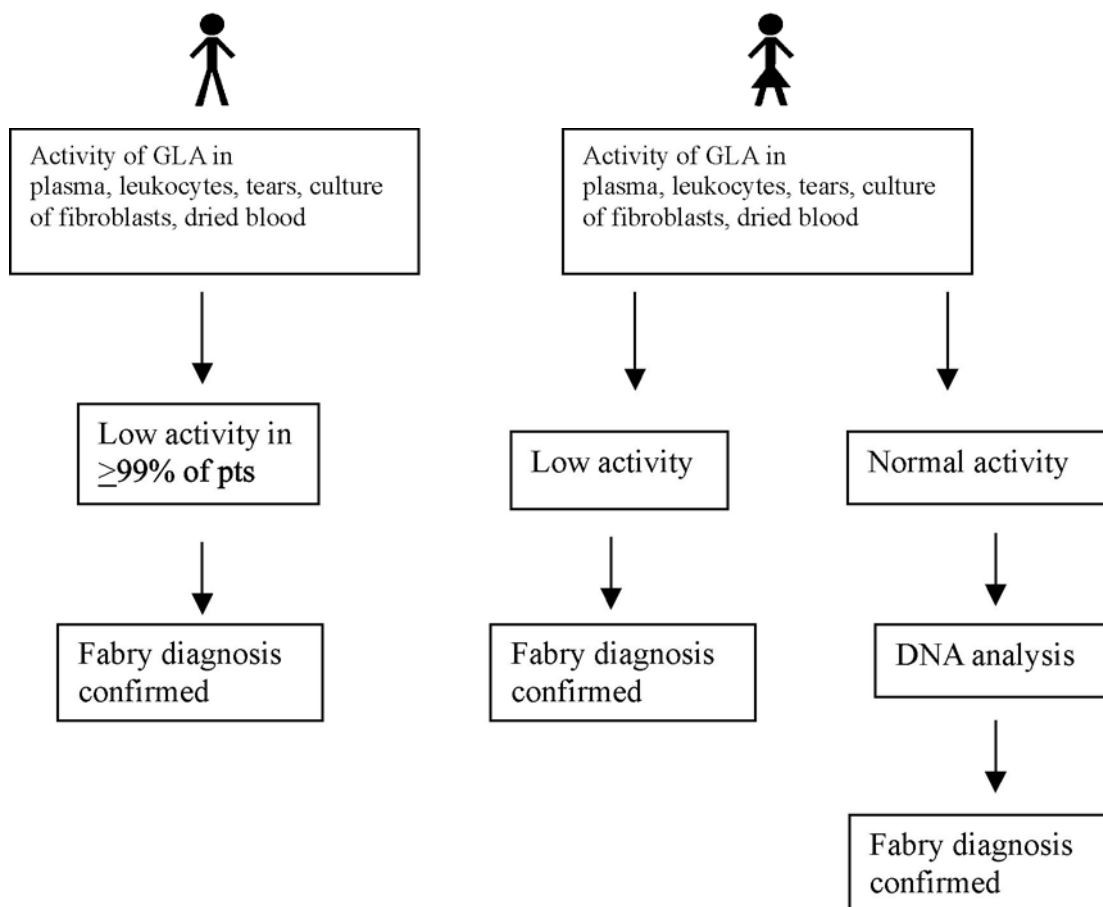 Activity of GLA in
plasma, leukocytes, tears, culture
of fibroblasts, dried blood
Activity of GLA in
plasma, leukocytes, tears, culture
of fibroblasts, dried blood
Low activity in
≥99% of pts
Low activity
Normal activity
Fabry diagnosis
confirmed
Fabry diagnosis
confirmed
DNA analysis
Fabry diagnosis
confirmed